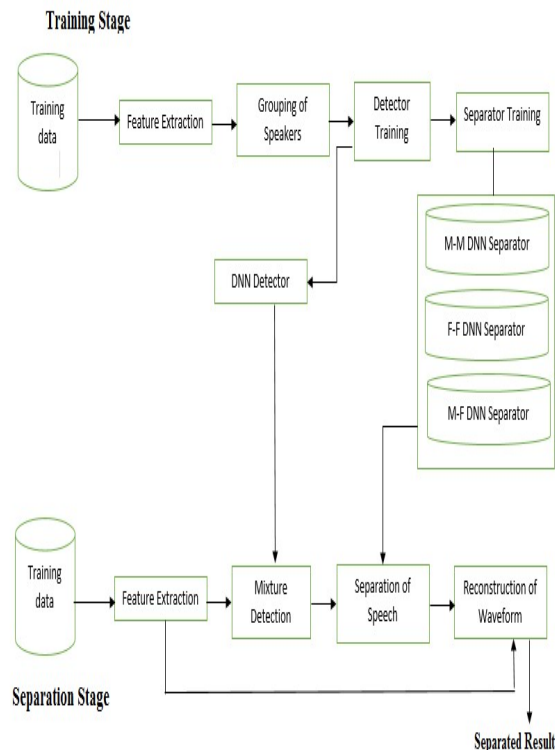 Training Stage
Training
data
Feature Extraction
Grouping of
Speakers
Detector
Training
Separator Training
M-M DNN Separator
DNN Detector
F-F DNN Separator
M-F DNN Separator
Training
data
Feature Extraction
Mixture
Detection
Separation of
Speech
Reconstruction of
Waveform
Separation Stage
Separated Result